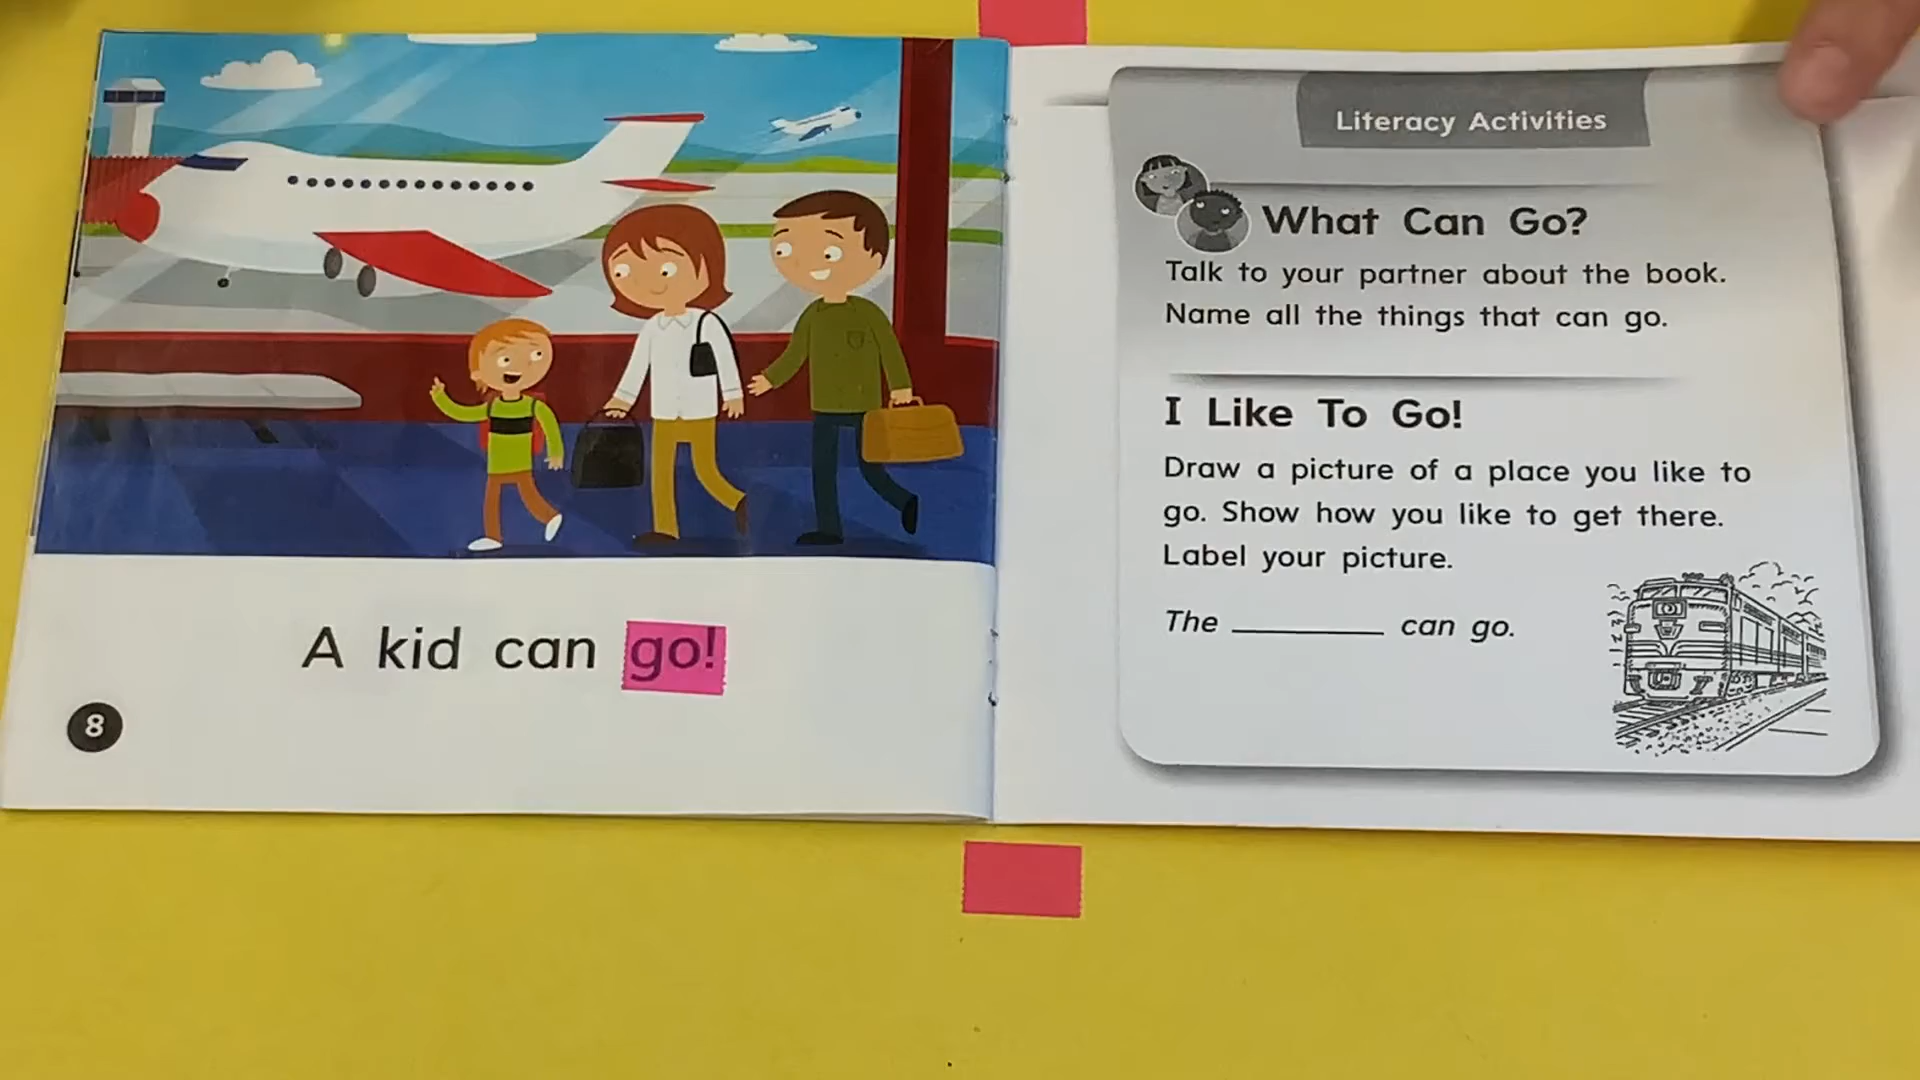 A kid can go!
8
Literacy Activities
What Can Go?
Talk to your partner about the book.
Name all the things that can go.
I Like To Go!
Draw a picture of a place you like to
go. Show how you like to get there.
Label your picture.
The __________ can go.